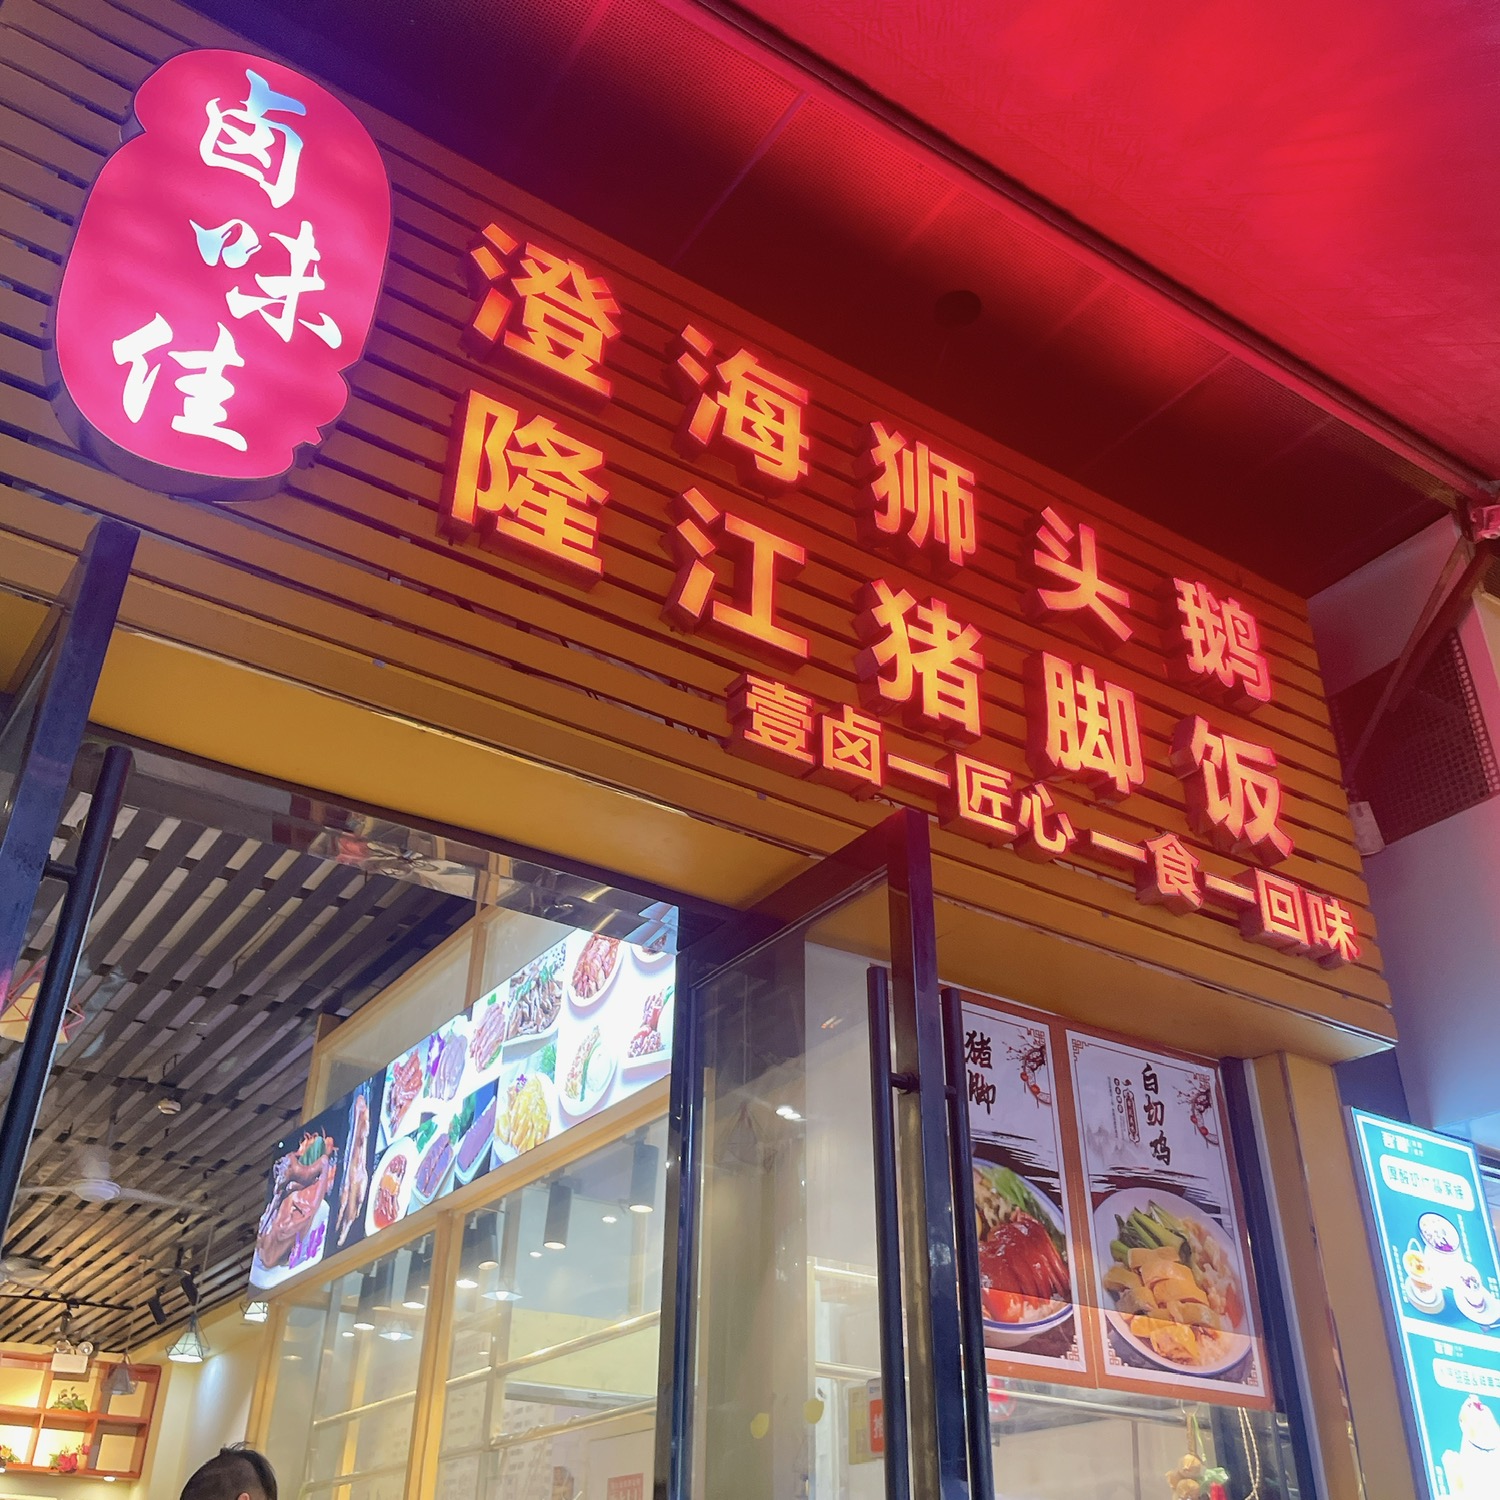 卤味佳
澄海狮头鹅
隆江猪脚饭
壹卤一匠心 一食一回味
猪脚
白切鸡